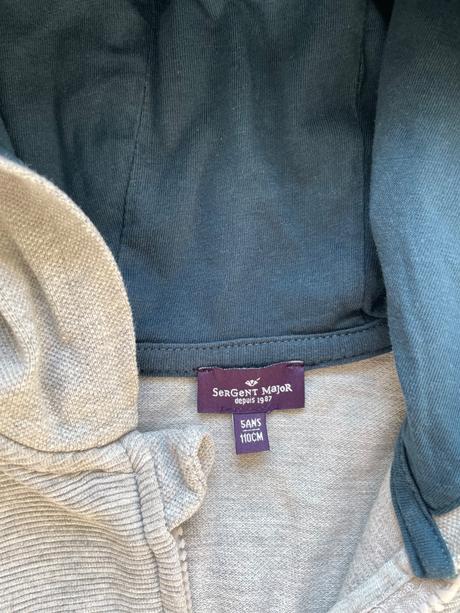 SerGent Major
depuis 1987
5ANS
110CM